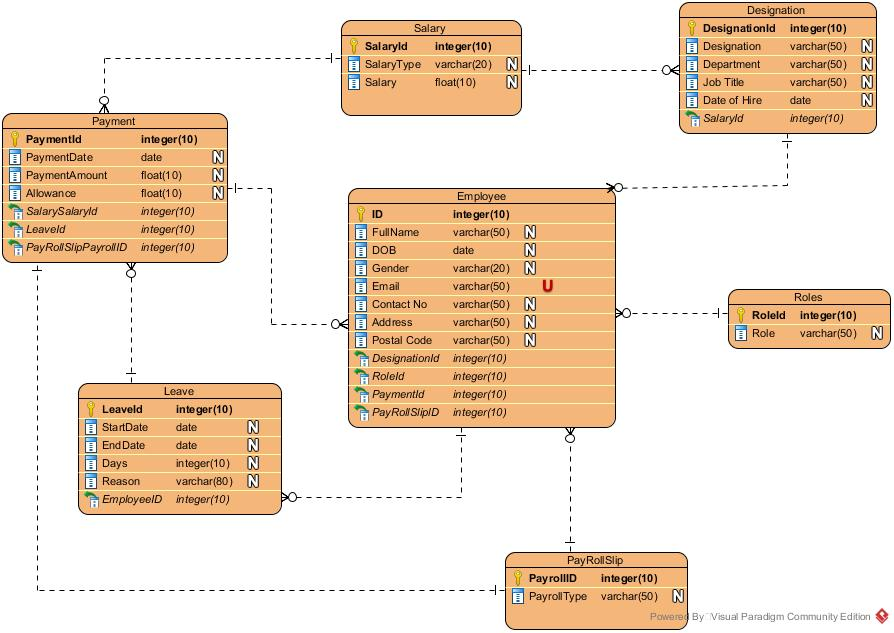 Salary
SalaryId integer(10)
SalaryType varchar(20) N
Salary float(10) N
Designation
DesignationId integer(10)
Designation varchar(50) N
Department varchar(50) N
Job Title varchar(50) N
Date of Hire date N
SalaryId integer(10)
Payment
PaymentId integer(10)
PaymentDate date N
PaymentAmount float(10) N
Allowance float(10) N
SalarySalaryId integer(10)
LeaveId integer(10)
PayRollSlipPayrollID integer(10)
Employee
ID integer(10)
FullName varchar(50) N
DOB date N
Gender varchar(20) N
Email varchar(50) U
Contact No varchar(50) N
Address varchar(50) N
Postal Code varchar(50) N
DesignationId integer(10)
RoleId integer(10)
PaymentId integer(10)
PayRollSlipID integer(10)
Roles
RoleId integer(10)
Role varchar(50) N
Leave
LeaveId integer(10)
StartDate date N
EndDate date N
Days integer(10) N
Reason varchar(80) N
EmployeeID integer(10)
PayRollSlip
PayrollID integer(10)
PayrollType varchar(50) N
Powered By Visual Paradigm Community Edition